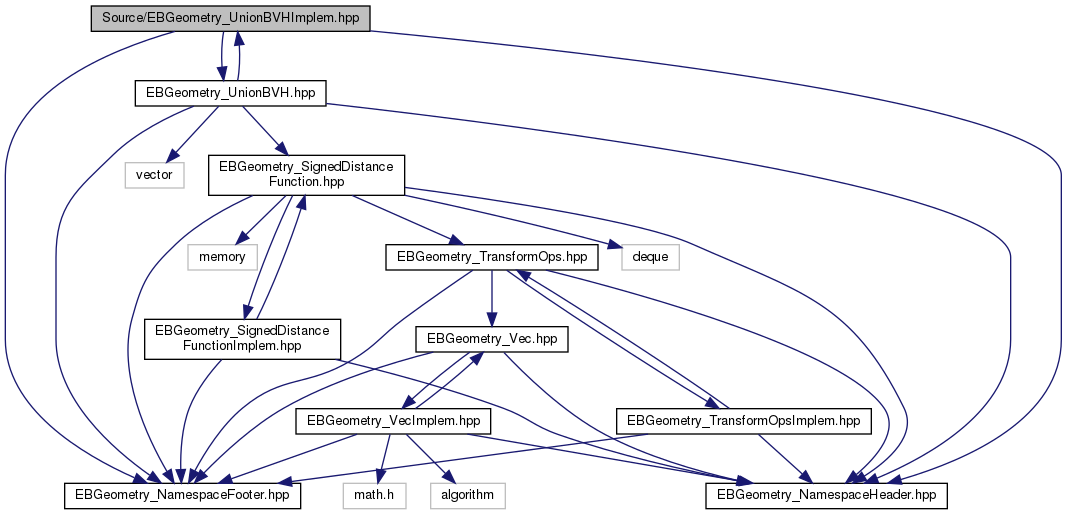 Source/EBGeometry_UnionBVHImplem.hpp
EBGeometry_UnionBVH.hpp
vector
EBGeometry_SignedDistance
Function.hpp
memory
EBGeometry_TransformOps.hpp
deque
EBGeometry_SignedDistance
FunctionImplem.hpp
EBGeometry_Vec.hpp
EBGeometry_VecImplem.hpp
EBGeometry_TransformOpsImplem.hpp
EBGeometry_NamespaceFooter.hpp
math.h
algorithm
EBGeometry_NamespaceHeader.hpp